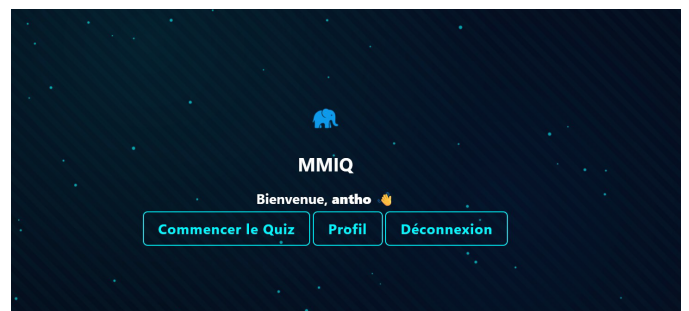 MMIQ
Bienvenue, antho 👋
Commencer le Quiz Profil Déconnexion